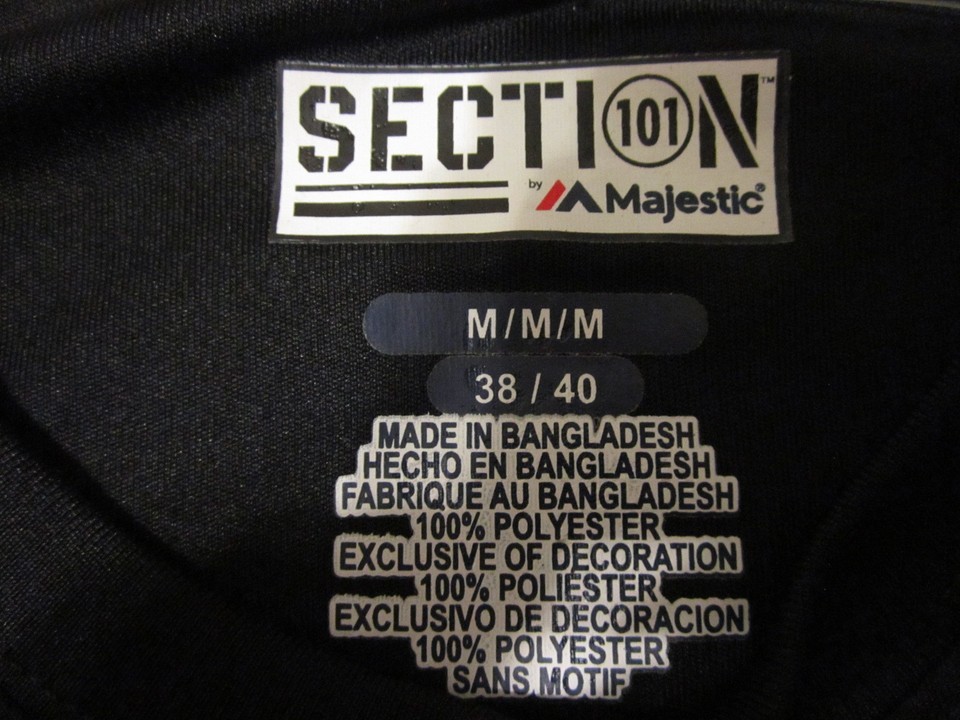 SECTI101N™
by Majestic®
M/M/M
38 / 40
MADE IN BANGLADESH
HECHO EN BANGLADESH
FABRIQUE AU BANGLADESH
100% POLYESTER
EXCLUSIVE OF DECORATION
100% POLIESTER
EXCLUSIVO DE DECORACION
100% POLYESTER
SANS MOTIF